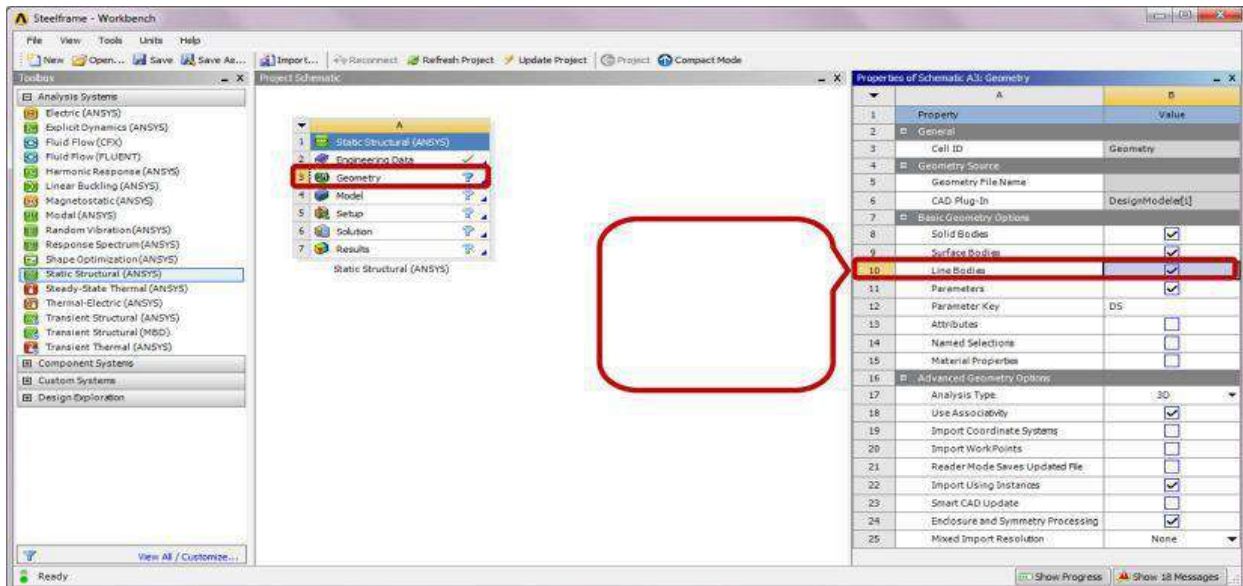 Steelframe - Workbench
File View Tools Units Help
New Open... Save Save As... Import... Reconnect Refresh Project Update Project Project Compact Mode
Toolbox
Analysis Systems
Electric (ANSYS)
Explicit Dynamics (ANSYS)
Fluid Flow (CFX)
Fluid Flow (FLUENT)
Harmonic Response (ANSYS)
Linear Buckling (ANSYS)
Magnetostatic (ANSYS)
Modal (ANSYS)
Random Vibration (ANSYS)
Response Spectrum (ANSYS)
Shape Optimization (ANSYS)
Static Structural (ANSYS)
Steady-State Thermal (ANSYS)
Thermal-Electric (ANSYS)
Transient Structural (ANSYS)
Transient Structural (MBD)
Transient Thermal (ANSYS)
Component Systems
Custom Systems
Design Exploration
View All / Customize...
Project Schematic
A
1 Static Structural (ANSYS)
2 Engineering Data
3 Geometry
4 Model
5 Setup
6 Solution
7 Results
Static Structural (ANSYS)
Properties of Schematic A3: Geometry
A B
1 Property Value
2 General
3 Cell ID Geometry
4 Geometry Source
5 Geometry File Name
6 CAD Plug-In DesignModeler[1]
7 Basic Geometry Options
8 Solid Bodies
9 Surface Bodies
10 Line Bodies
11 Parameters
12 Parameter Key DS
13 Attributes
14 Named Selections
15 Material Properties
16 Advanced Geometry Options
17 Analysis Type 3D
18 Use Associativity
19 Import Coordinate Systems
20 Import Work Points
21 Reader Mode Saves Updated File
22 Import Using Instances
23 Smart CAD Update
24 Enclosure and Symmetry Processing
25 Mixed Import Resolution None
Ready
Show Progress Show 18 Messages